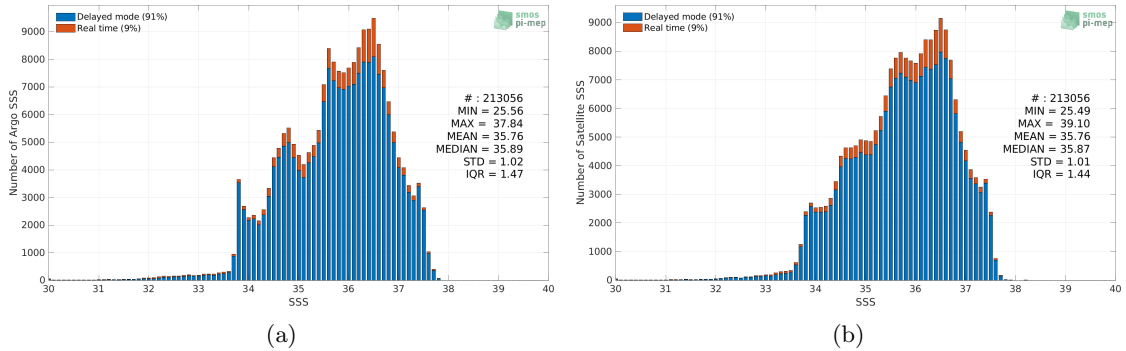 Delayed mode (91%)
Real time (9%)
smos
pi-mep
Number of Argo SSS
9000
8000
7000
6000
5000
4000
3000
2000
1000
0
# : 213056
MIN = 25.56
MAX = 37.84
MEAN = 35.76
MEDIAN = 35.89
STD = 1.02
IQR = 1.47
30 31 32 33 34 35 36 37 38 39 40
SSS
(a)
Delayed mode (91%)
Real time (9%)
smos
pi-mep
Number of Satellite SSS
9000
8000
7000
6000
5000
4000
3000
2000
1000
0
# : 213056
MIN = 25.49
MAX = 39.10
MEAN = 35.76
MEDIAN = 35.87
STD = 1.01
IQR = 1.44
30 31 32 33 34 35 36 37 38 39 40
SSS
(b)